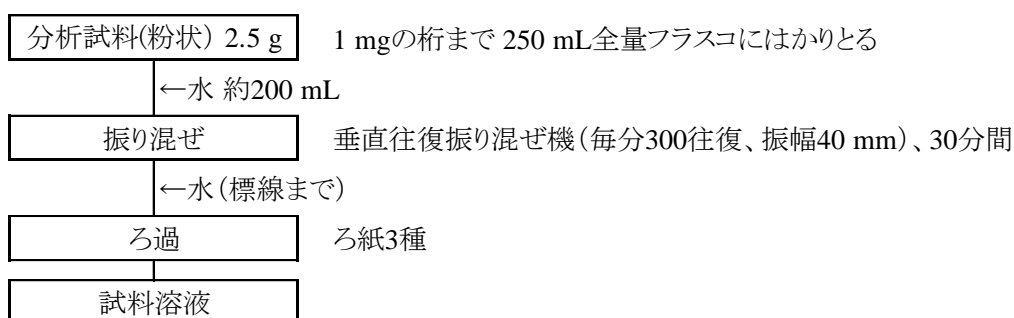 分析試料(粉状) 2.5 g 1 mgの桁まで 250 mL全量フラスコにはかりとる
←水 約200 mL
振り混ぜ 垂直往復振り混ぜ機(毎分300往復、振幅40 mm)、30分間
←水(標線まで)
ろ過 ろ紙3種
試料溶液